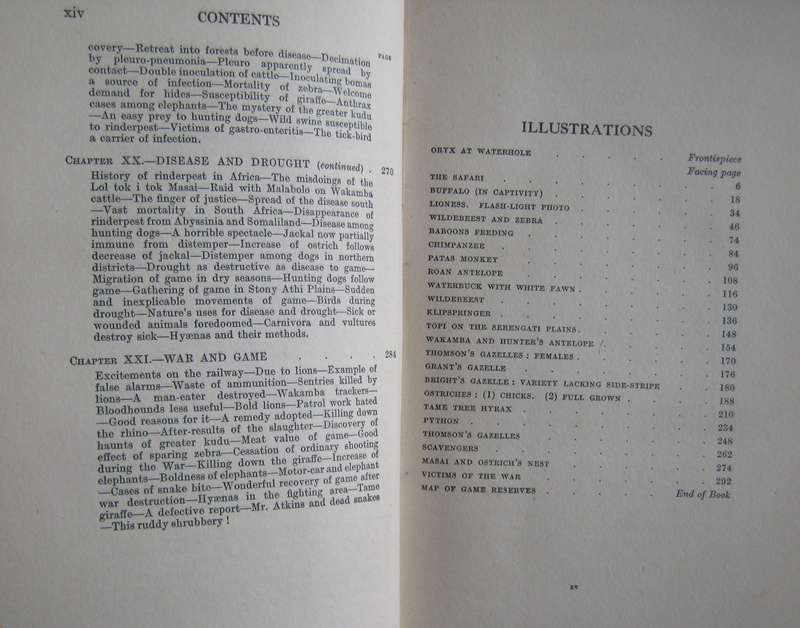 xiv CONTENTS
PAGE
covery—Retreat into forests before disease—Decimation
by pleuro-pneumonia—Pleuro apparently spread by
contact—Double inoculation of cattle—Inoculating bomas
a source of infection—Mortality of zebra—Welcome
demand for hides—Susceptibility of giraffe—Anthrax
cases among elephants—The mystery of the greater kudu
—An easy prey to hunting dogs—Wild swine susceptible
to rinderpest—Victims of gastro-enteritis—The tick-bird
a carrier of infection.
CHAPTER XX.—DISEASE AND DROUGHT (continued) . 270
History of rinderpest in Africa—The misdoings of the
Lol tok i tok Masai—Raid with Malabolo on Wakamba
cattle—The finger of justice—Spread of the disease south
—Vast mortality in South Africa—Disappearance of
rinderpest from Abyssinia and Somaliland—Disease among
hunting dogs—A horrible spectacle—Jackal now partially
immune from distemper—Increase of ostrich follows
decrease of jackal—Distemper among dogs in northern
districts—Drought as destructive as disease to game—
Migration of game in dry seasons—Hunting dogs follow
game—Gathering of game in Stony Athi Plains—Sudden
and inexplicable movements of game—Birds during
drought—Nature's uses for disease and drought—Sick or
wounded animals foredoomed—Carnivora and vultures
destroy sick—Hyænas and their methods.
CHAPTER XXI.—WAR AND GAME . . . . 284
Excitements on the railway—Due to lions—Example of
false alarms—Waste of ammunition—Sentries killed by
lions—A man-eater destroyed—Wakamba trackers—
Bloodhounds less useful—Bold lions—Patrol work hated
—Good reasons for it—A remedy adopted—Killing down
the rhino—After-results of the slaughter—Discovery of
haunts of greater kudu—Meat value of game—Good
effect of sparing zebra—Cessation of ordinary shooting
during the War—Killing down the giraffe—Increase of
elephants—Boldness of elephants—Motor-car and elephant
—Cases of snake bite—Wonderful recovery of game after
war destruction—Hyænas in the fighting area—Tame
giraffe—A defective report—Mr. Atkins and dead snakes
—This ruddy shrubbery !
ILLUSTRATIONS
ORYX AT WATERHOLE . . . . . Frontispiece
Facing page
THE SAFARI . . . . . . . 6
BUFFALO (IN CAPTIVITY) . . . . . . 18
LIONESS. FLASH-LIGHT PHOTO . . . . . 34
WILDEBEEST AND ZEBRA . . . . . . 46
BABOONS FEEDING . . . . . . . 74
CHIMPANZEE . . . . . . . 84
PATAS MONKEY . . . . . . . 96
ROAN ANTELOPE . . . . . . . 108
WATERBUCK WITH WHITE FAWN . . . . . . 116
WILDEBEEST . . . . . . . 130
KLIPSPRINGER . . . . . . . 136
TOPI ON THE SERENGATI PLAINS . . . . . . 148
WAKAMBA AND HUNTER'S ANTELOPE . . . . . 154
THOMSON'S GAZELLES : FEMALES . . . . . . 170
GRANT'S GAZELLE . . . . . . . 176
BRIGHT'S GAZELLE : VARIETY LACKING SIDE-STRIPE . . 180
OSTRICHES : (1) CHICKS. (2) FULL GROWN . . . . 188
TAME TREE HYRAX . . . . . . . 210
PYTHON . . . . . . . . 234
THOMSON'S GAZELLES . . . . . . . 248
SCAVENGERS . . . . . . . 262
MASAI AND OSTRICH'S NEST . . . . . . 274
VICTIMS OF THE WAR . . . . . . . 292
MAP OF GAME RESERVES . . . . . End of Book
xv